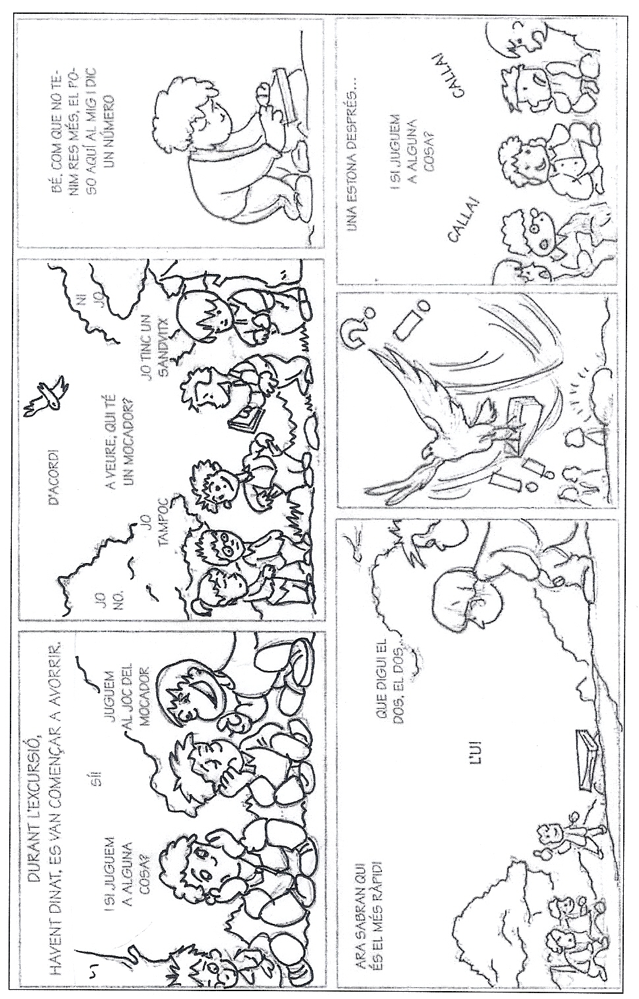 DURANT L'EXCURSIÓ,
HAVENT DINAT, ES VAN COMENÇAR A AVORRIR.
I SI JUGUEM
A ALGUNA
COSA?
SÍ!
JUGUEM
AL JOC DEL
MOCADOR
D'ACORD!
JO
NO.
JO
TAMPOC
A VEURE, QUI TÉ
UN MOCADOR?
JO TINC UN
SANDVITX
NI
JO
BÉ. COM QUE NO TE-
NIM RES MÉS, EL PO-
SO AQUÍ AL MIG I DIC
UN NÚMERO
ARA SABRAN QUI
ÉS EL MÉS RÀPID!
L'U!
QUE DIGUI EL
DOS, EL DOS...
! !
? !
UNA ESTONA DESPRÉS...
CALLA!
I SI JUGUEM
A ALGUNA
COSA?
CALLA!